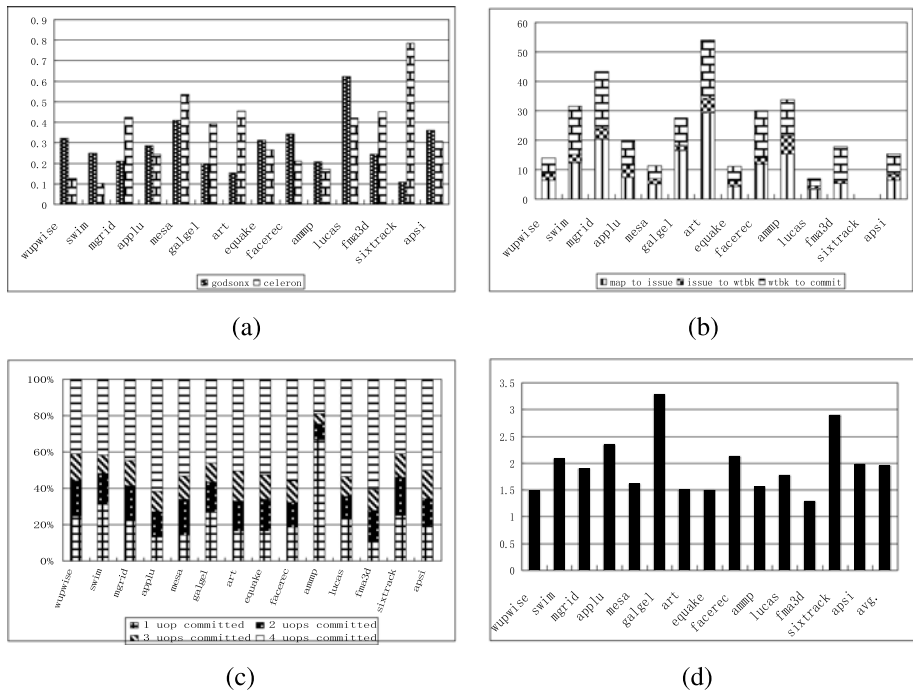 0. 9
0. 8
0. 7
0. 6
0. 5
0. 4
0. 3
0. 2
0. 1
0
wupwise
swim
mgrid
applu
mesa
galgel
art
equake
facerec
ammp
lucas
fma3d
sixtrack
apsi
godsonx
celeron
(a)
60
50
40
30
20
10
0
wupwise
swim
mgrid
applu
mesa
galgel
art
equake
facerec
ammp
lucas
fma3d
sixtrack
apsi
map to issue
issue to wtbk
wtbk to commit
(b)
100%
80%
60%
40%
20%
0%
wupwise
swim
mgrid
applu
mesa
galgel
art
equake
facerec
ammp
lucas
fma3d
sixtrack
apsi
1 uop committed
2 uops committed
3 uops committed
4 uops committed
(c)
3.5
3
2.5
2
1.5
1
0.5
0
wupwise
swim
mgrid
applu
mesa
galgel
art
equake
facerec
ammp
lucas
fma3d
sixtrack
apsi
avg.
(d)